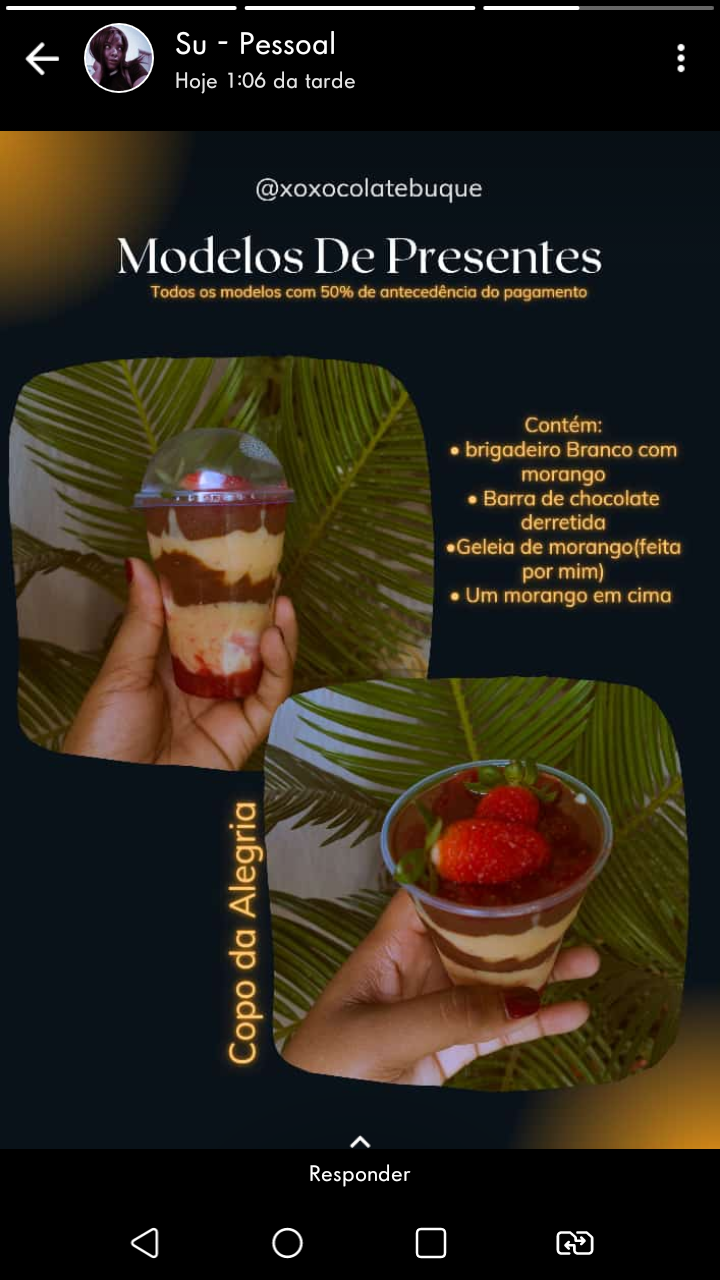 Su - Pessoal
Hoje 1:06 da tarde
@xoxocolatebuque
Modelos De Presentes
Todos os modelos com 50% de antecedência do pagamento
Contém:
• brigadeiro Branco com
morango
• Barra de chocolate
derretida
•Geleia de morango(feita
por mim)
• Um morango em cima
Copo da Alegria
Responder